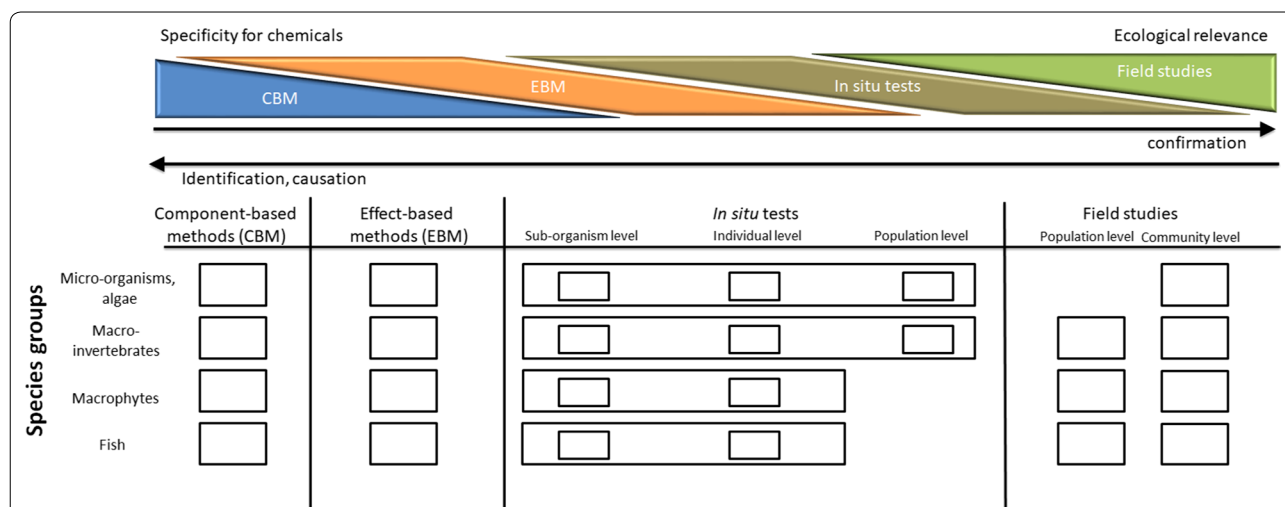 Specificity for chemicals
Ecological relevance
CBM
EBM
In situ tests
Field studies
confirmation
Identification, causation
Component-based
methods (CBM)
Effect-based
methods (EBM)
In situ tests
Sub-organism level
Individual level
Population level
Field studies
Population level
Community level
Species groups
Micro-organisms,
algae
Macro-
invertebrates
Macrophytes
Fish